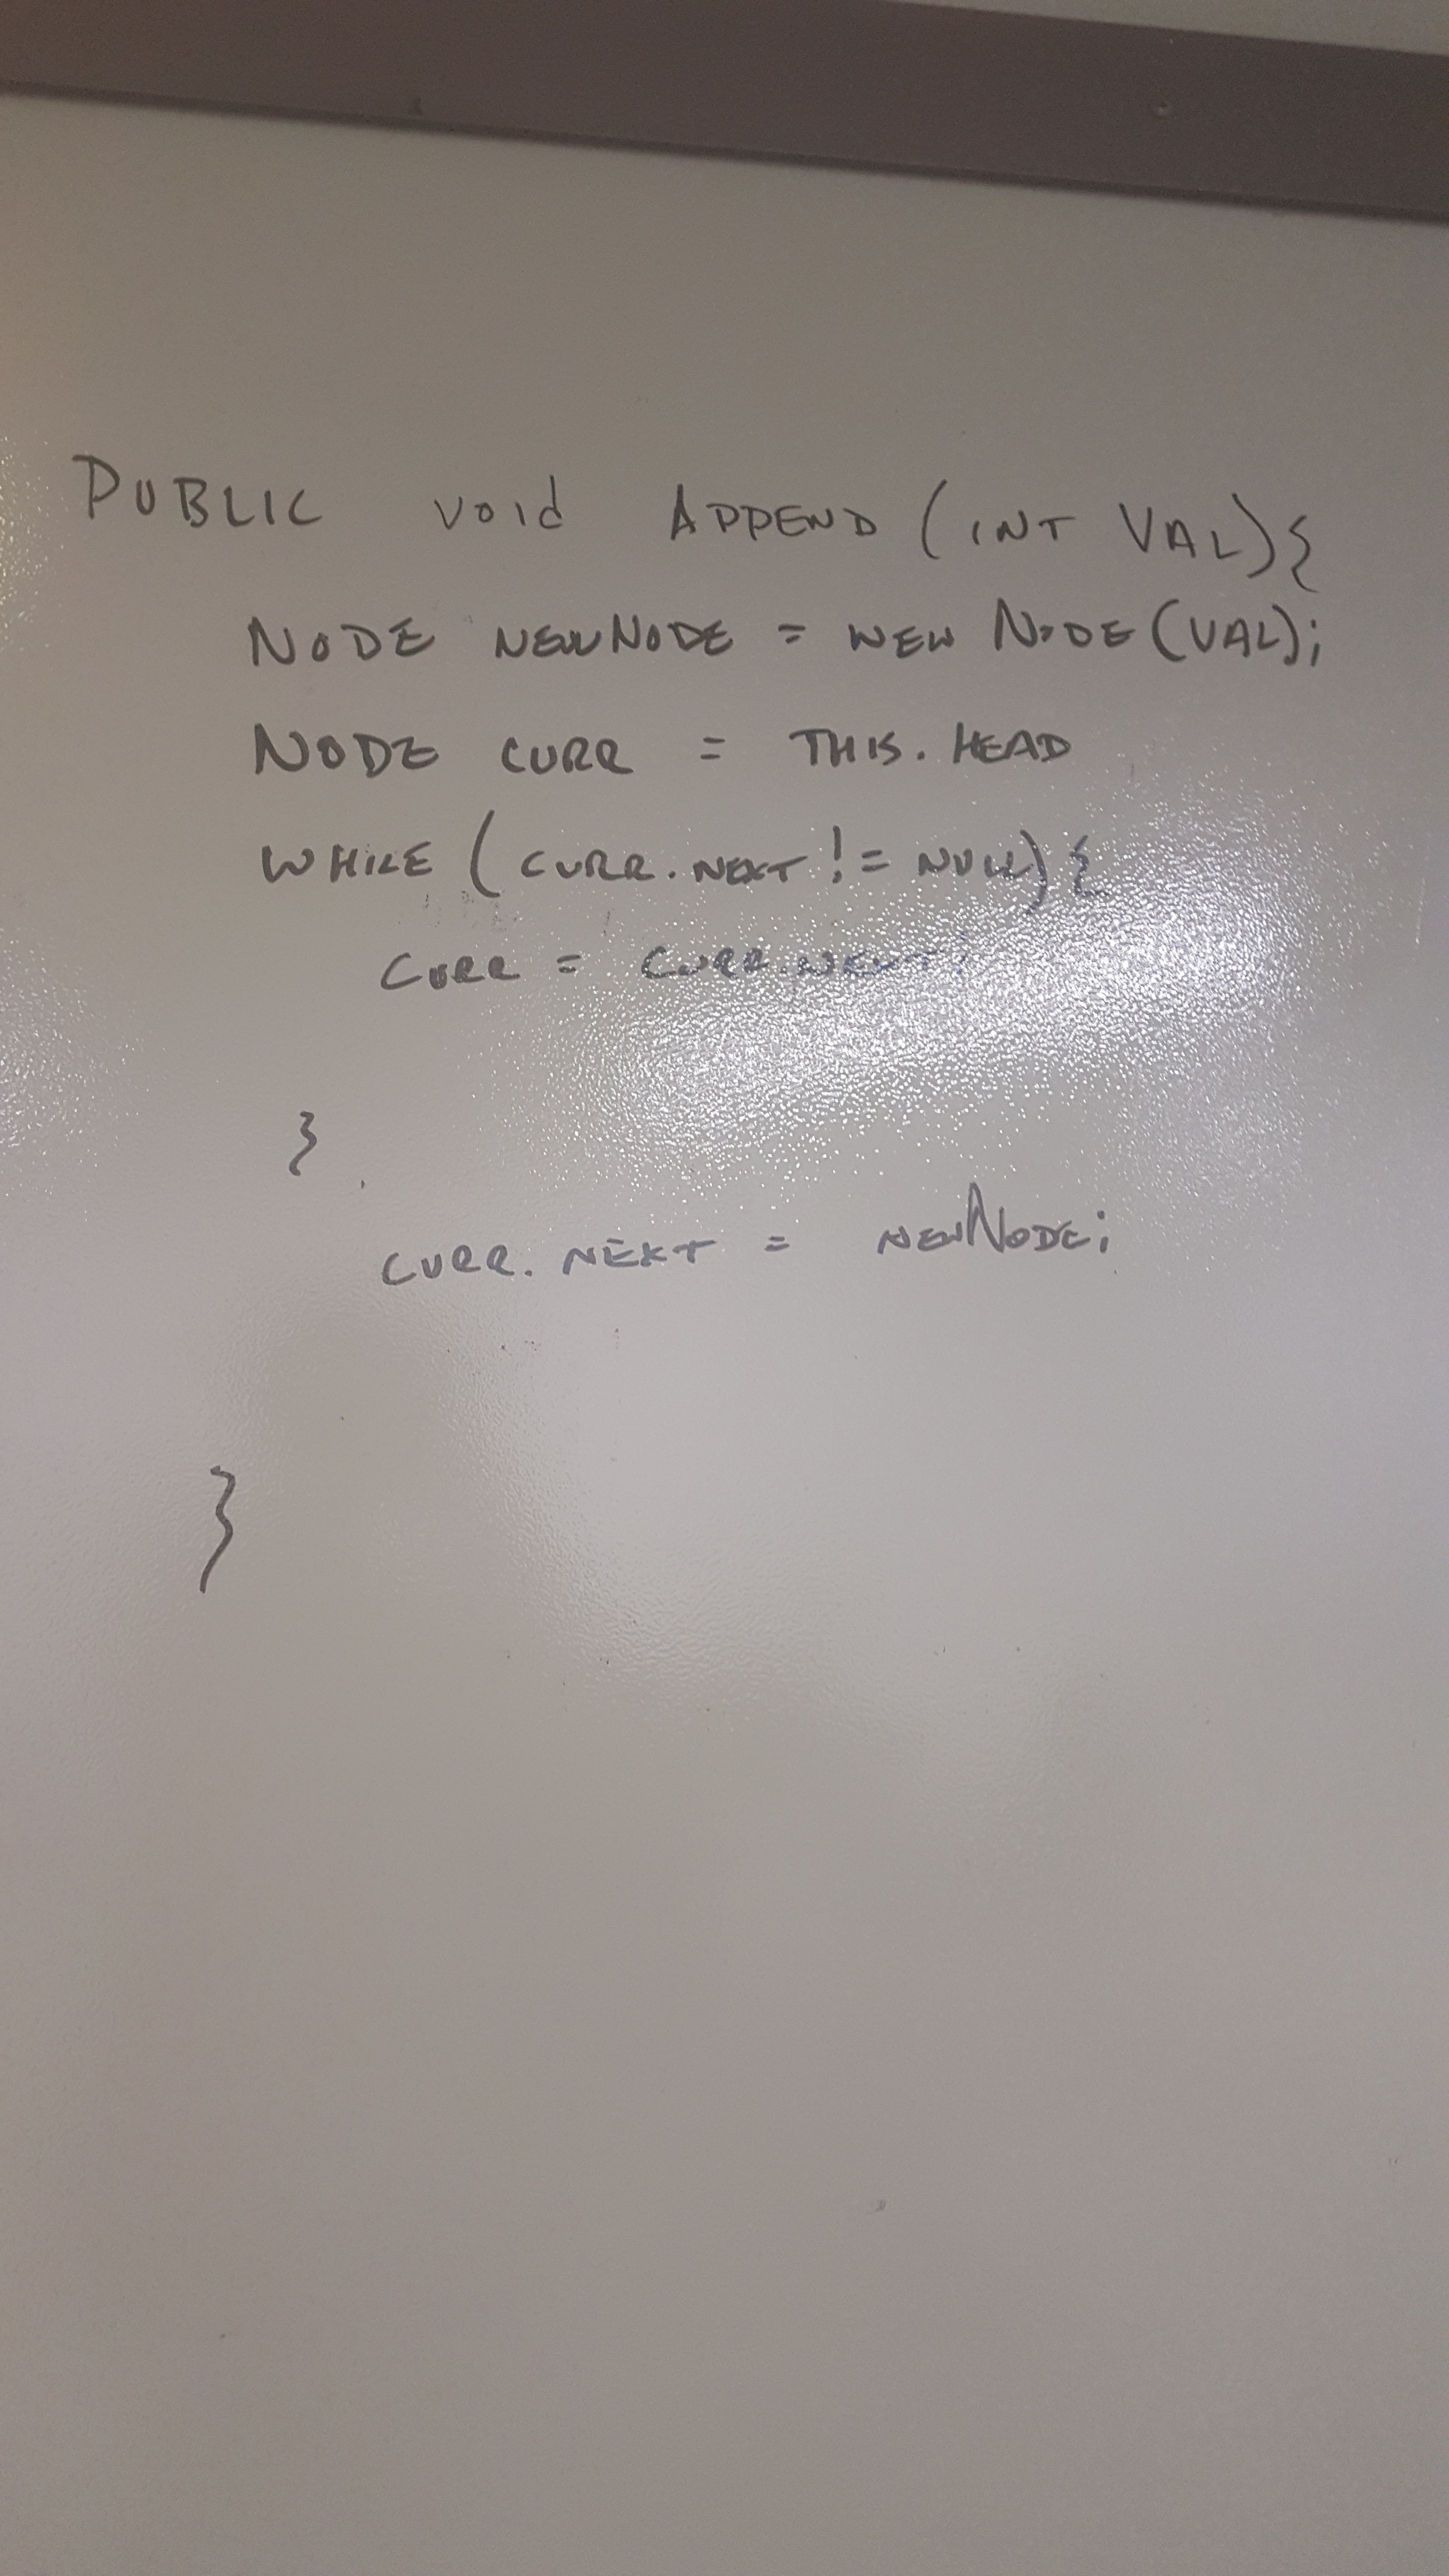 PUBLIC void APPEND (INT VAL){
NODE NEWNODE = NEW NODE (VAL);
NODE CURR = THIS. HEAD
WHILE (CURR.NEXT != NULL) {
CURR = CURR.NEXT;
}
CURR. NEXT = NEWNODE;
}